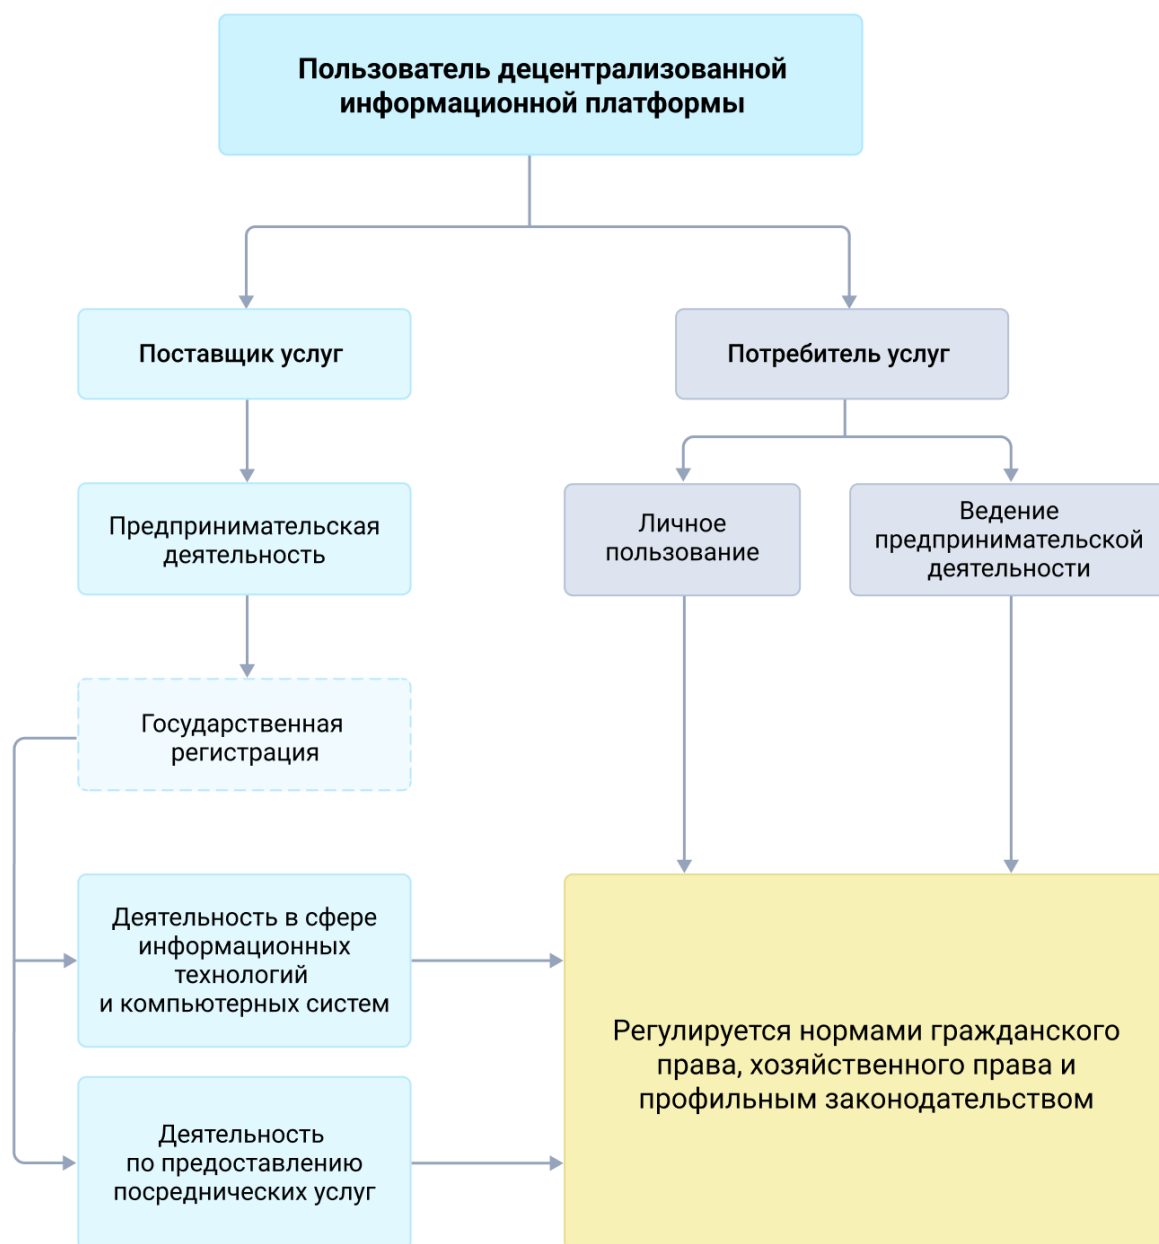 Пользователь децентрализованной
информационной платформы
Поставщик услуг
Потребитель услуг
Предпринимательская
деятельность
Личное
пользование
Ведение
предпринимательской
деятельности
Государственная
регистрация
Деятельность в сфере
информационных
технологий
и компьютерных систем
Регулируется нормами гражданского
права, хозяйственного права и
профильным законодательством
Деятельность
по предоставлению
посреднических услуг